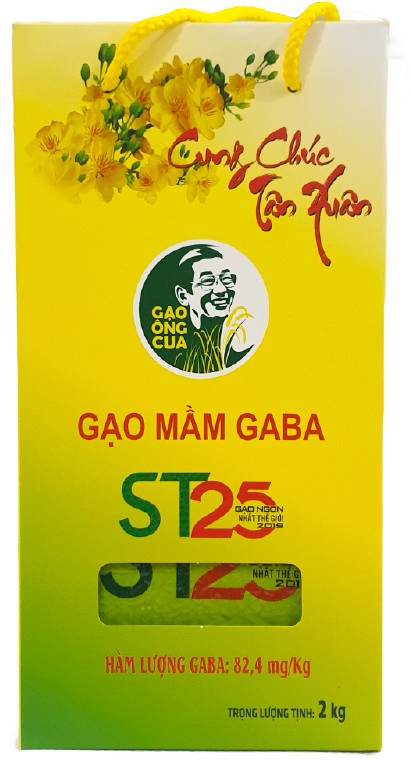 Cung Chúc
Tân Xuân
GẠO
ÔNG
CUA
GẠO MẦM GABA
ST25
GẠO NGON
NHẤT THẾ GIỚI
2019
ST25
NHẤT THẾ G
201
HÀM LƯỢNG GABA: 82,4 mg/Kg
TRỌNG LƯỢNG TỊNH: 2 kg